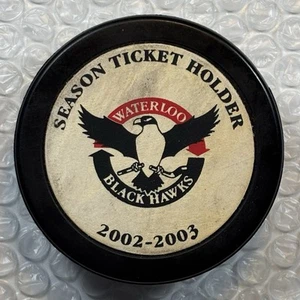 SEASON TICKET HOLDER
WATERLOO
BLACK HAWKS
2002-2003